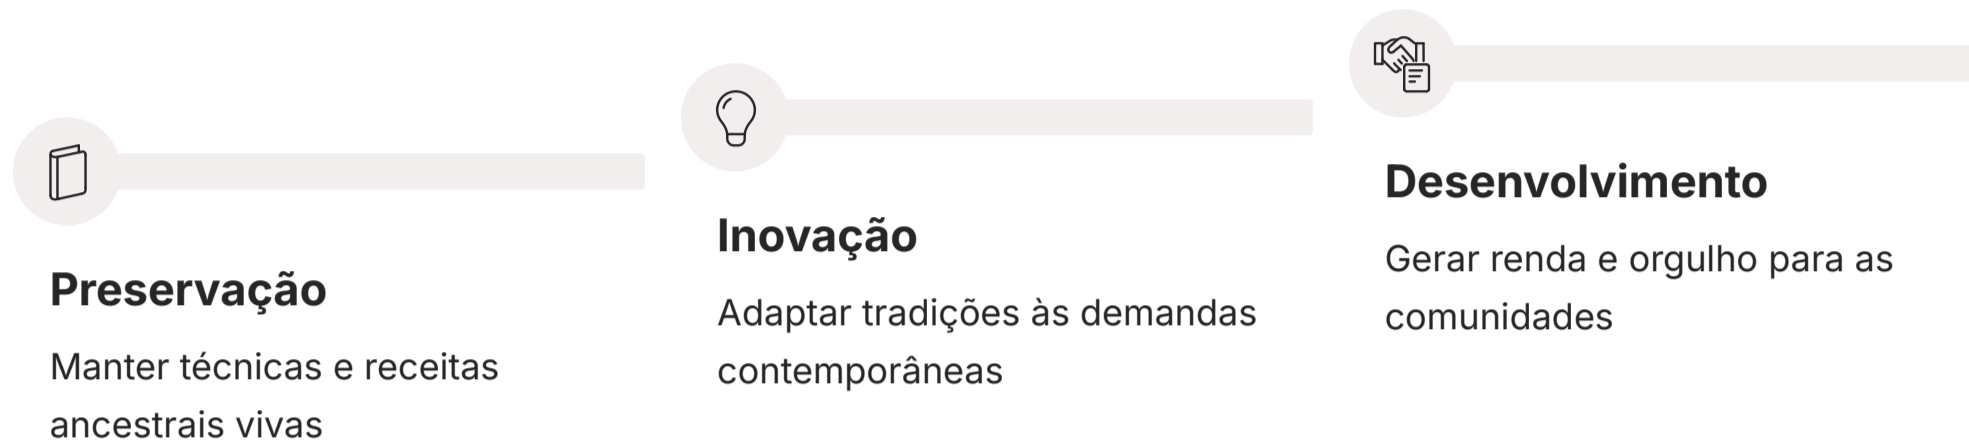 Preservação
Manter técnicas e receitas
ancestrais vivas
Inovação
Adaptar tradições às demandas
contemporâneas
Desenvolvimento
Gerar renda e orgulho para as
comunidades